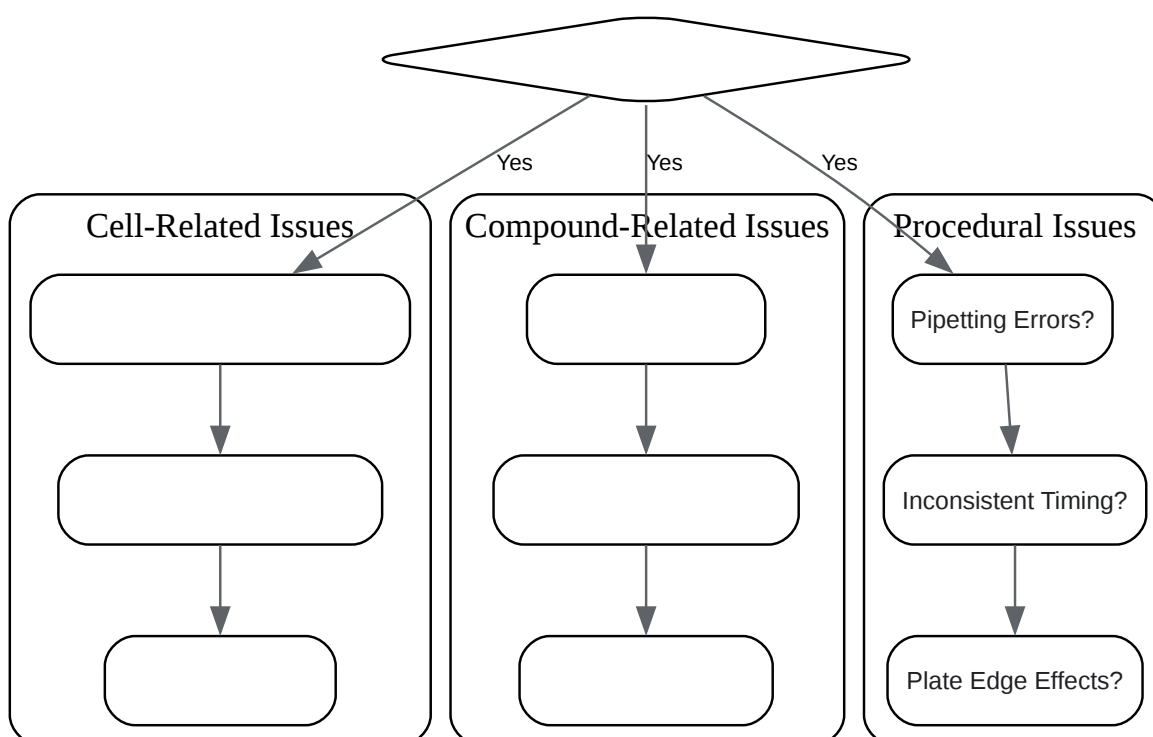 Yes
Yes
Yes
Cell-Related Issues
Compound-Related Issues
Procedural Issues
Pipetting Errors?
Inconsistent Timing?
Plate Edge Effects?